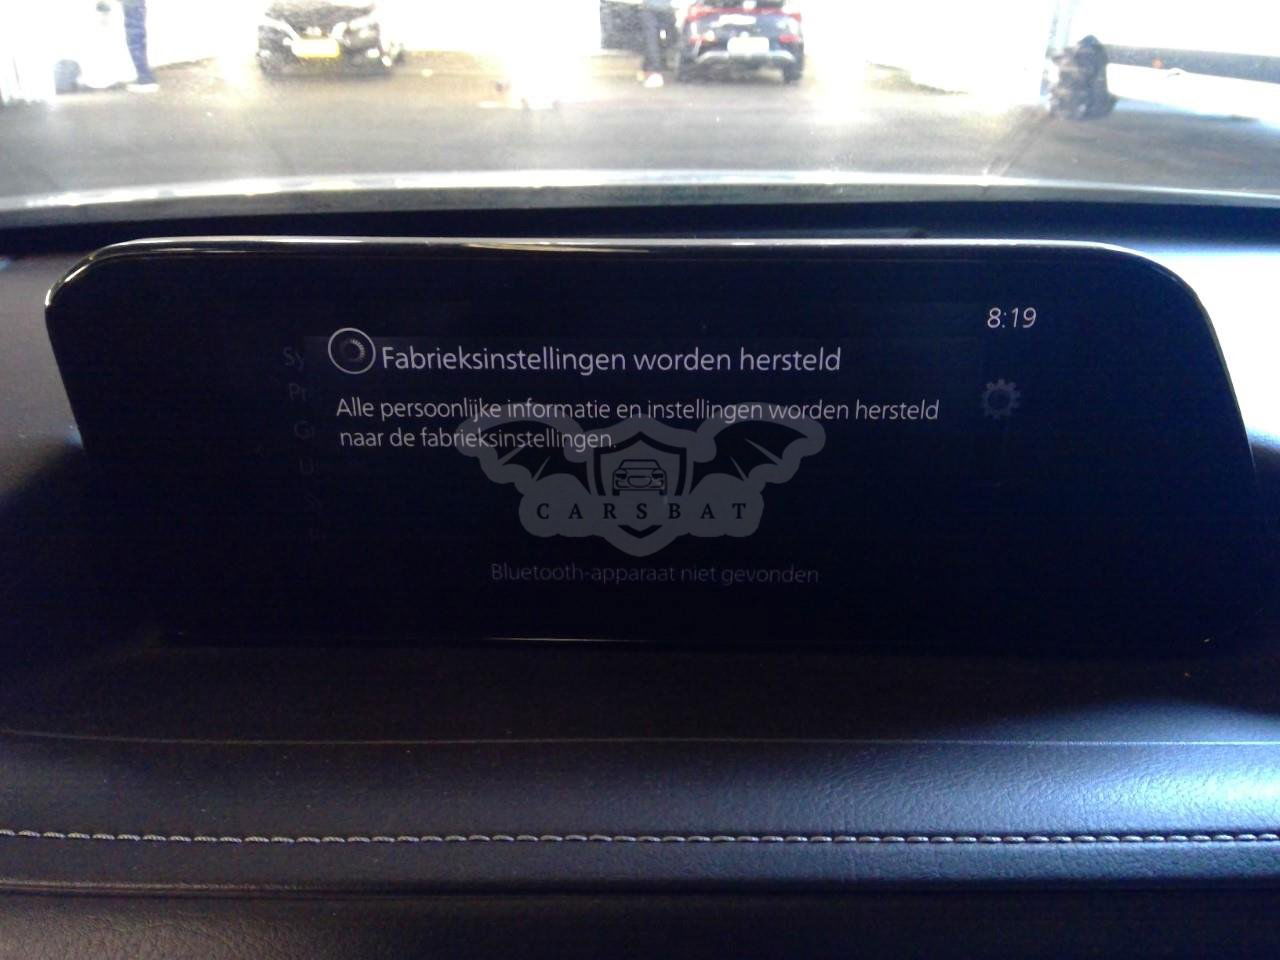 8:19
Fabrieksinstellingen worden hersteld
Alle persoonlijke informatie en instellingen worden hersteld
naar de fabrieksinstellingen.
CARSBAT
Bluetooth-apparaat niet gevonden